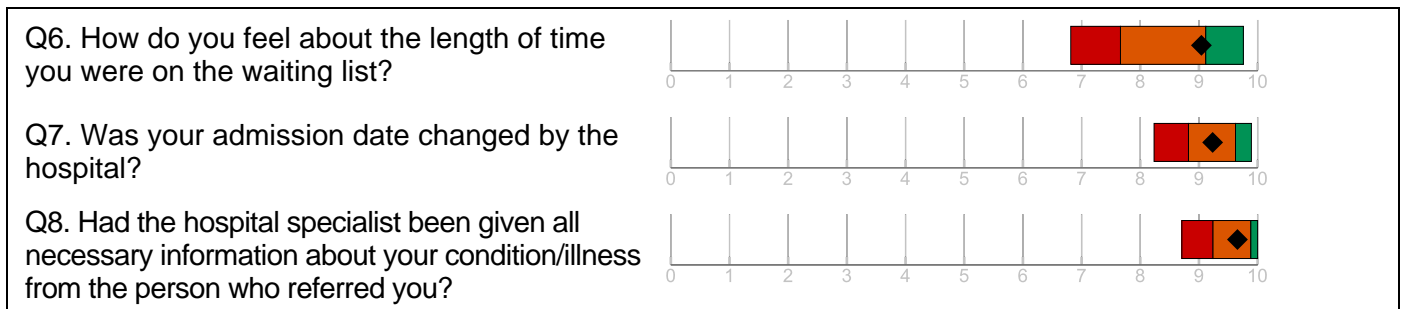 Q6. How do you feel about the length of time
you were on the waiting list?
0 1 2 3 4 5 6 7 8 9 10
Q7. Was your admission date changed by the
hospital?
0 1 2 3 4 5 6 7 8 9 10
Q8. Had the hospital specialist been given all
necessary information about your condition/illness
from the person who referred you?
0 1 2 3 4 5 6 7 8 9 10